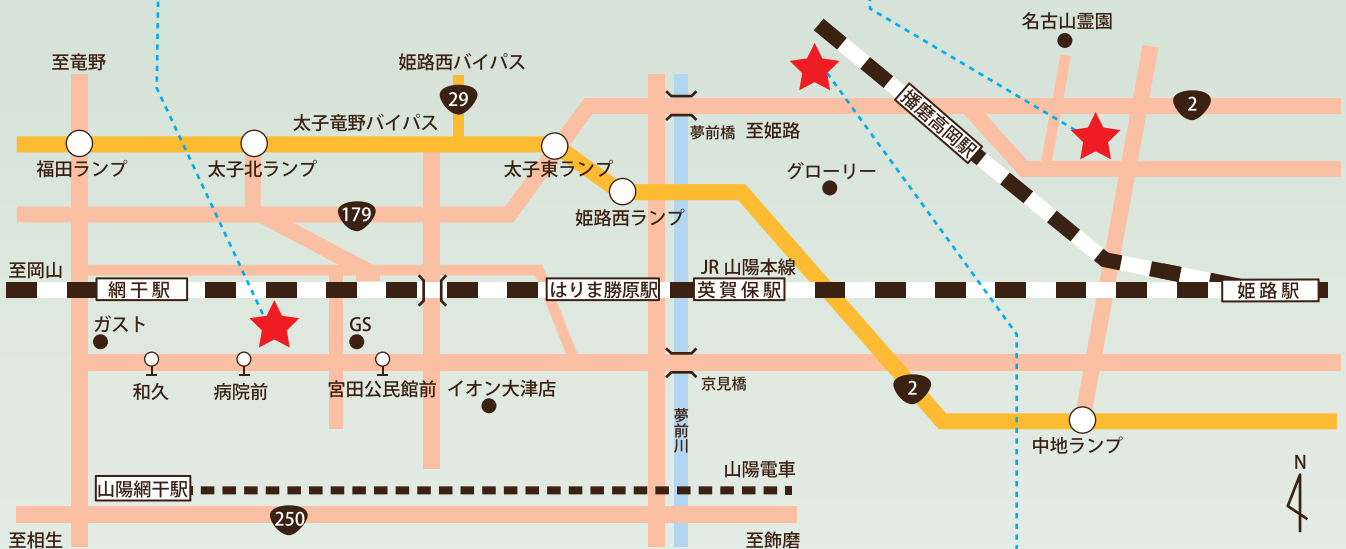 名古山霊園
至竜野
姫路西バイパス
29
2
太子竜野バイパス
夢前橋
至姫路
播磨高岡駅
福田ランプ
太子北ランプ
太子東ランプ
グローリー
179
姫路西ランプ
至岡山
JR山陽本線
網干駅
はりま勝原駅
英賀保駅
姫路駅
ガスト
GS
和久
病院前
宮田公民館前
イオン大津店
京見橋
2
夢前川
中地ランプ
山陽電車
N
山陽網干駅
250
至相生
至飾磨